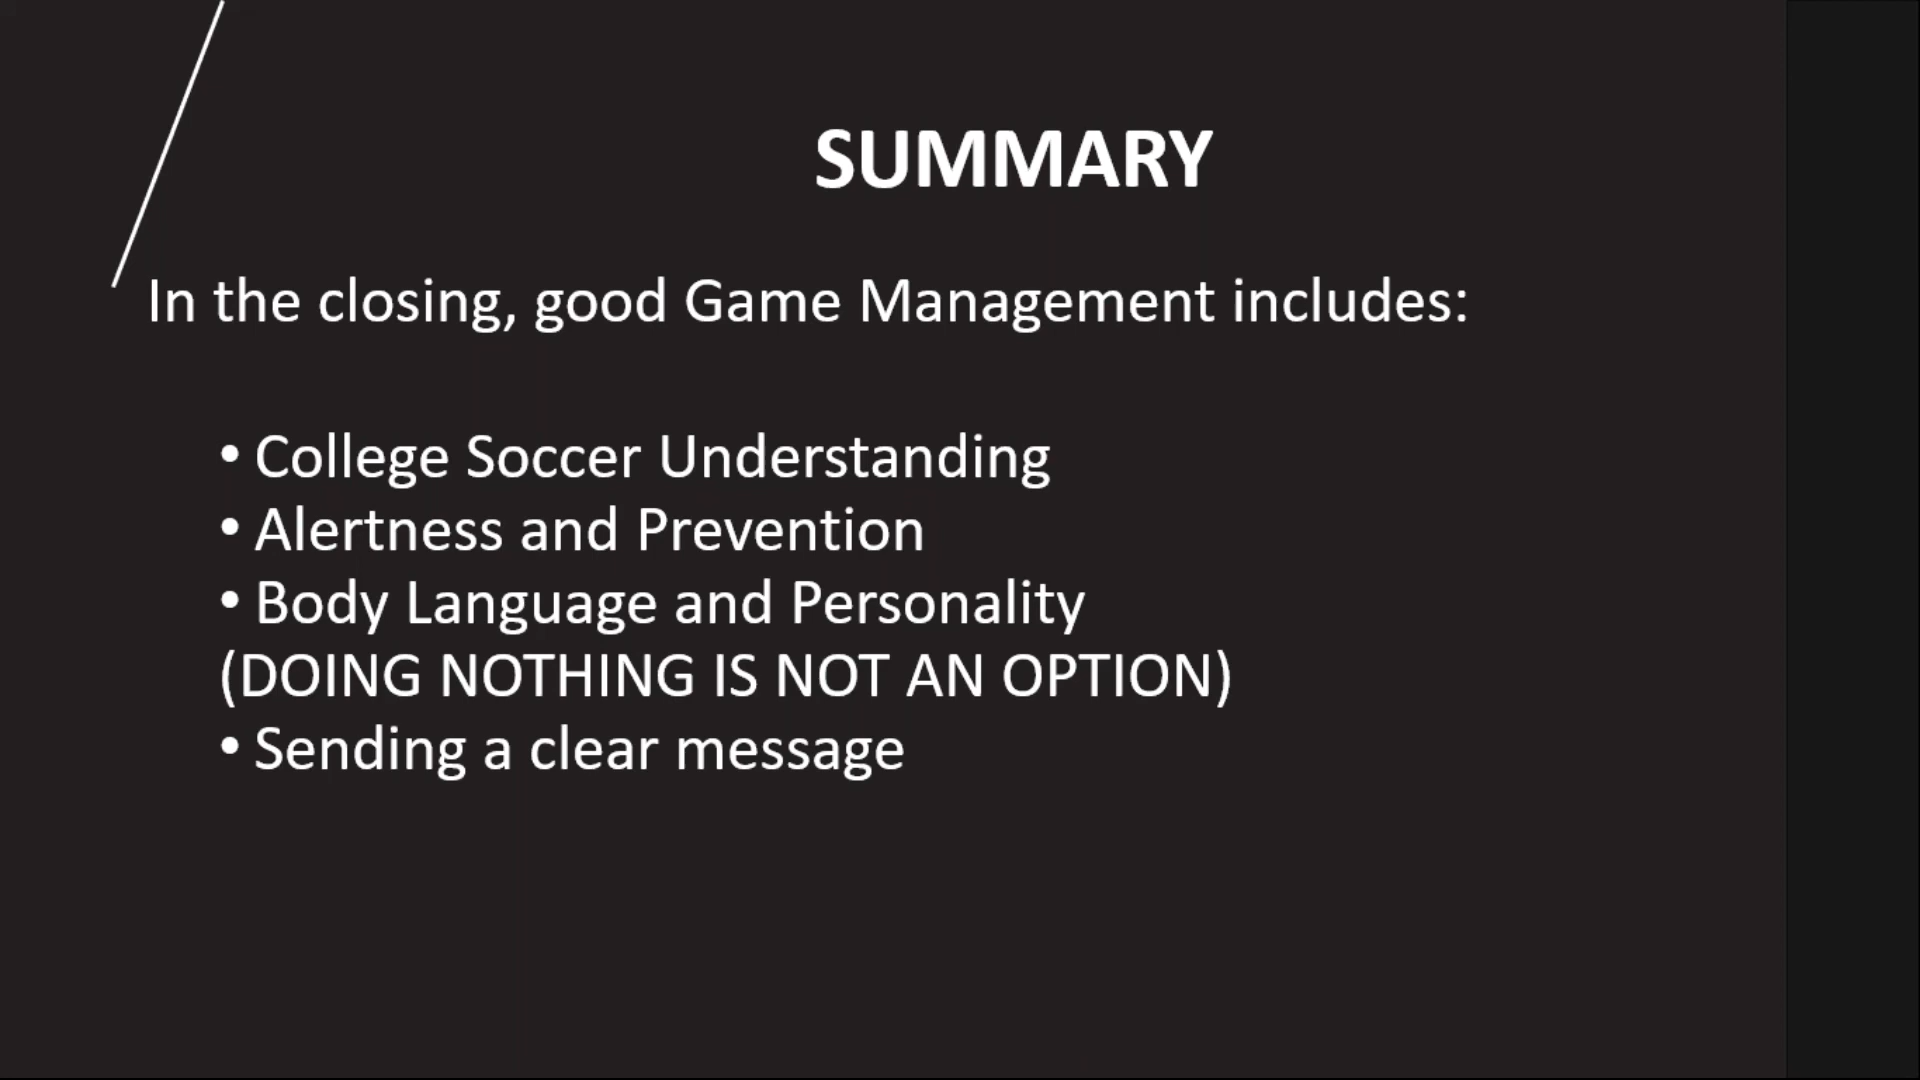 SUMMARY
In the closing, good Game Management includes:
• College Soccer Understanding
• Alertness and Prevention
• Body Language and Personality
(DOING NOTHING IS NOT AN OPTION)
• Sending a clear message